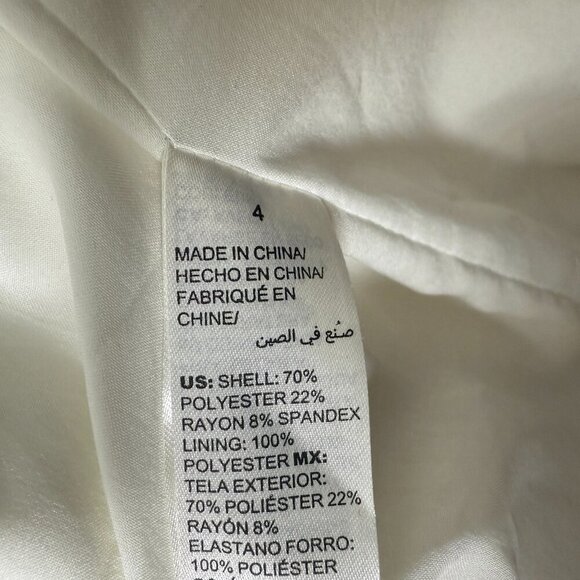 4
MADE IN CHINA/
HECHO EN CHINA/
FABRIQUÉ EN
CHINE/
صُنع في الصين
US: SHELL: 70%
POLYESTER 22%
RAYON 8% SPANDEX
LINING: 100%
POLYESTER MX:
TELA EXTERIOR:
70% POLIÉSTER 22%
RAYÓN 8%
ELASTANO FORRO:
100% POLIÉSTER